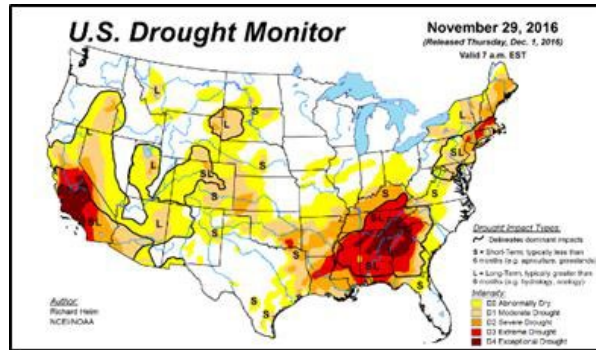 U.S. Drought Monitor
November 29, 2016
(Released Thursday, Dec. 1, 2016)
Valid 7 a.m. EST
L
S
L
L
S
L
L
SL
S
L
SL
S
S
L
S
S
S
S
SL
S
S
Drought Impact Types:
Delineates dominant impacts
S = Short-Term, typically less than
6 months (e.g. agriculture, grasslands)
L = Long-Term, typically greater than
6 months (e.g. hydrology, ecology)
Intensity:
D0 Abnormally Dry
D1 Moderate Drought
D2 Severe Drought
D3 Extreme Drought
D4 Exceptional Drought
Author:
Richard Heim
NCEI/NOAA